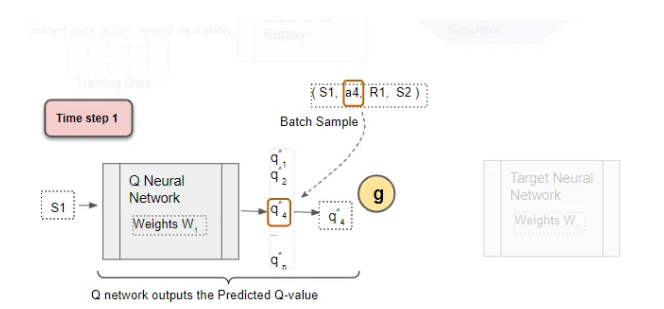 (current state, action, reward, next state)
Replay
Simulator
Training Data
( S1, a4, R1, S2 )
Time step 1
Batch Sample
q^1
q^2
Q Neural Network
Weights W1
S1
q^4
q^4
g
...
q^n
Target Neural Network
Weights W1
Q network outputs the Predicted Q-value